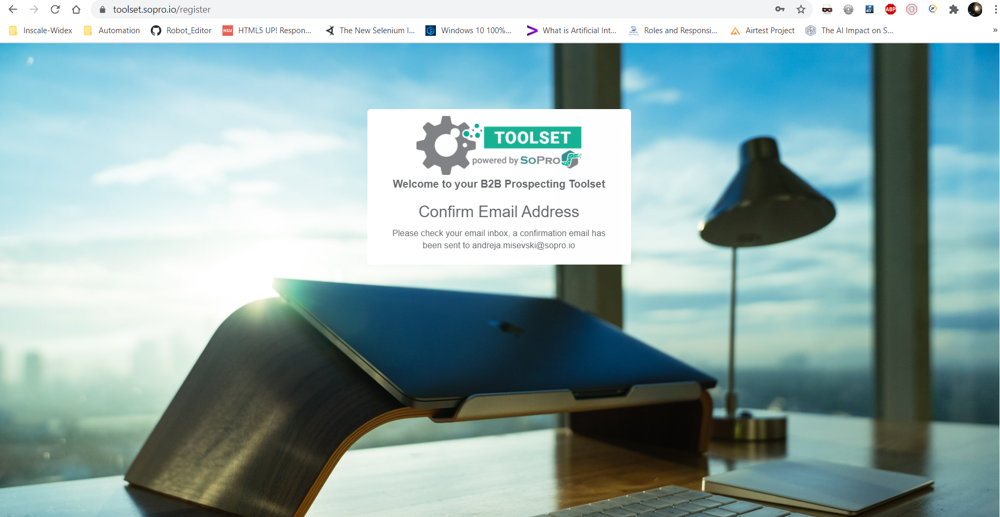 toolset.sopro.io/register
ABP
Inscale-Widex
Automation
Robot_Editor
HSU
HTML5 UP! Respon...
The New Selenium I...
Windows 10 100%...
What is Artificial Int...
Roles and Responsi...
Airtest Project
The AI Impact on S...
»
TOOLSET
powered by SOPRO
Welcome to your B2B Prospecting Toolset
Confirm Email Address
Please check your email inbox, a confirmation email has
been sent to andreja.misevski@sopro.io